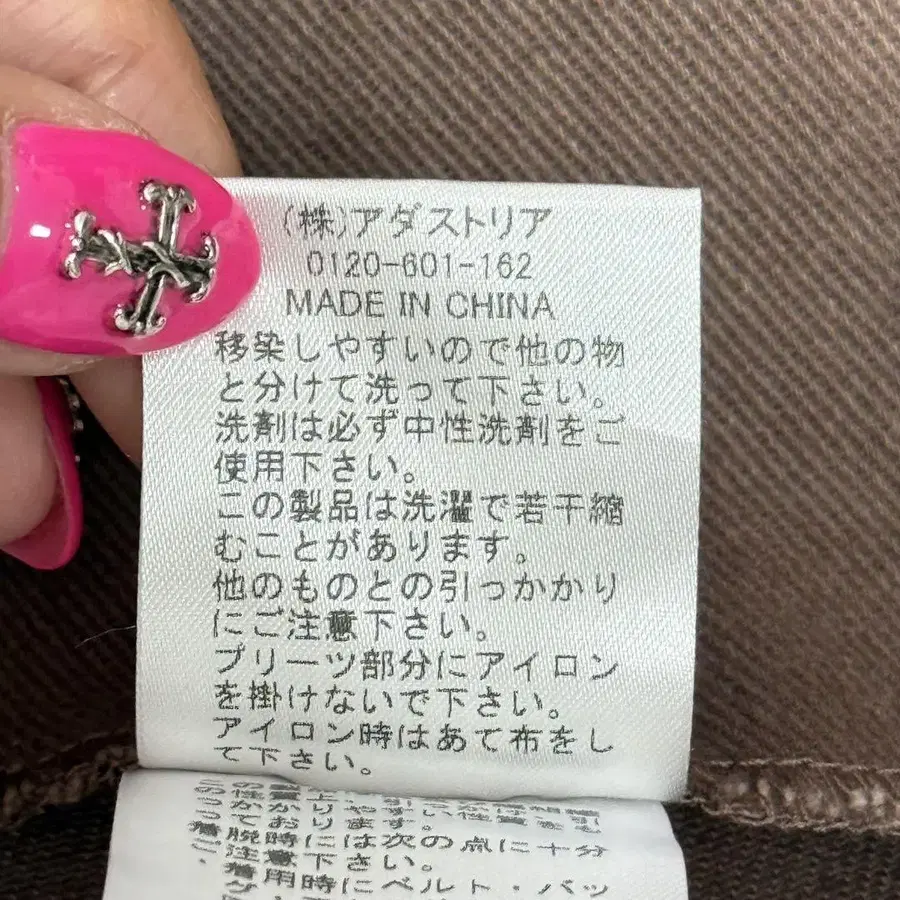 (株)アダストリア
0120-601-162
MADE IN CHINA
移染しやすいので他の物
と分けて洗って下さい。
洗剤は必ず中性洗剤をご
使用下さい。
この製品は洗濯で若干縮
むことがあります。
他のものとの引っかかり
にご注意下さい。
プリーツ部分にアイロン
を掛けないで下さい。
アイロン時はあて布をし
て下さい。
脱時には次の点に十分
注意下さい。
着用時にベルト・バッ